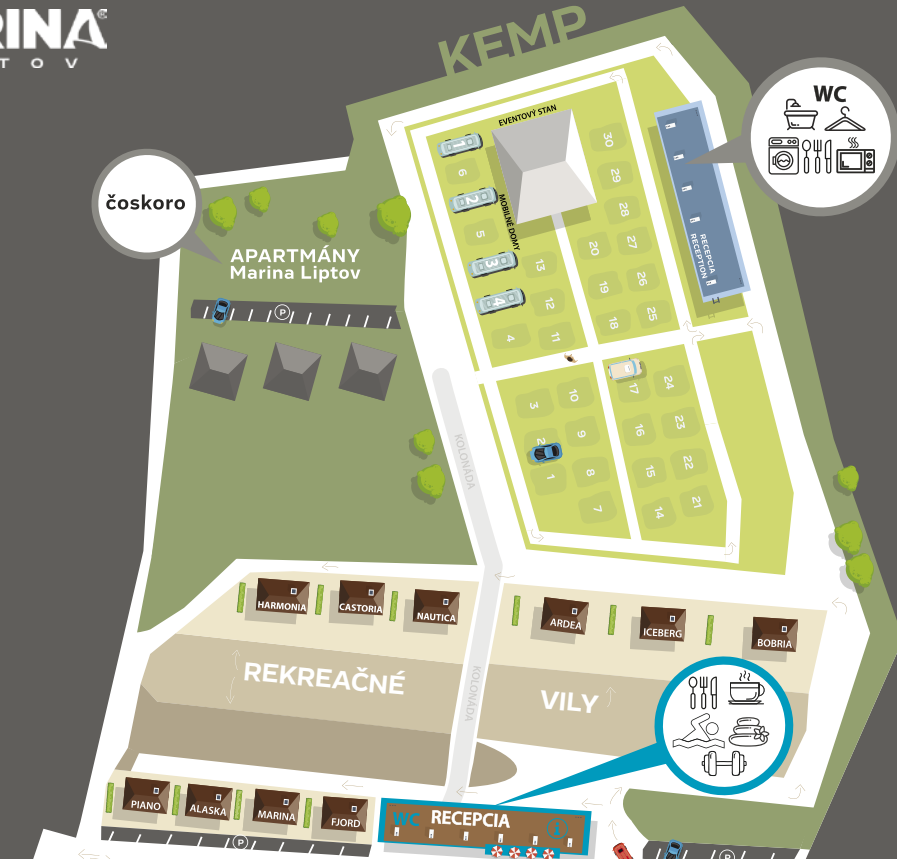 RINA®
TOV
KEMP
WC
EVENTOVÝ STAN
MOBILNÉ DOMY
1
6
2
5
3
4
13
12
4
11
30
29
28
27
20
26
19
25
18
RECEPCIA
RECEPTION
čoskoro
APARTMÁNY
Marina Liptov
P
3
10
17
24
2
9
16
23
1
8
15
22
7
14
21
KOLONÁDA
HARMONIA
CASTORIA
NAUTICA
ARDEA
ICEBERG
BOBRIA
REKREAČNÉ
VILY
KOLONÁDA
PIANO
ALASKA
MARINA
FJORD
WC RECEPCIA i
P
P